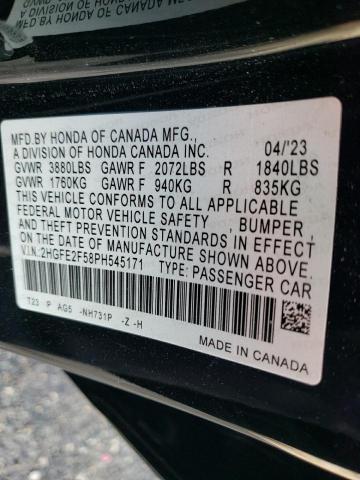 MFD.BY HONDA OF CANADA MFG.,
A DIVISION OF HONDA CANADA INC. 04/'23
GVWR 3880LBS GAWR F 2072LBS R 1840LBS
GVWR 1760KG GAWR F 940KG R 835KG
THIS VEHICLE CONFORMS TO ALL APPLICABLE
FEDERAL MOTOR VEHICLE SAFETY , BUMPER ,
AND THEFT PREVENTION STANDARDS IN EFFECT
ON THE DATE OF MANUFACTURE SHOWN ABOVE.
V.I.N:2HGFE2F58PH545171 TYPE: PASSENGER CAR
T23 P AG5 -NH731P -Z -H
MADE IN CANADA